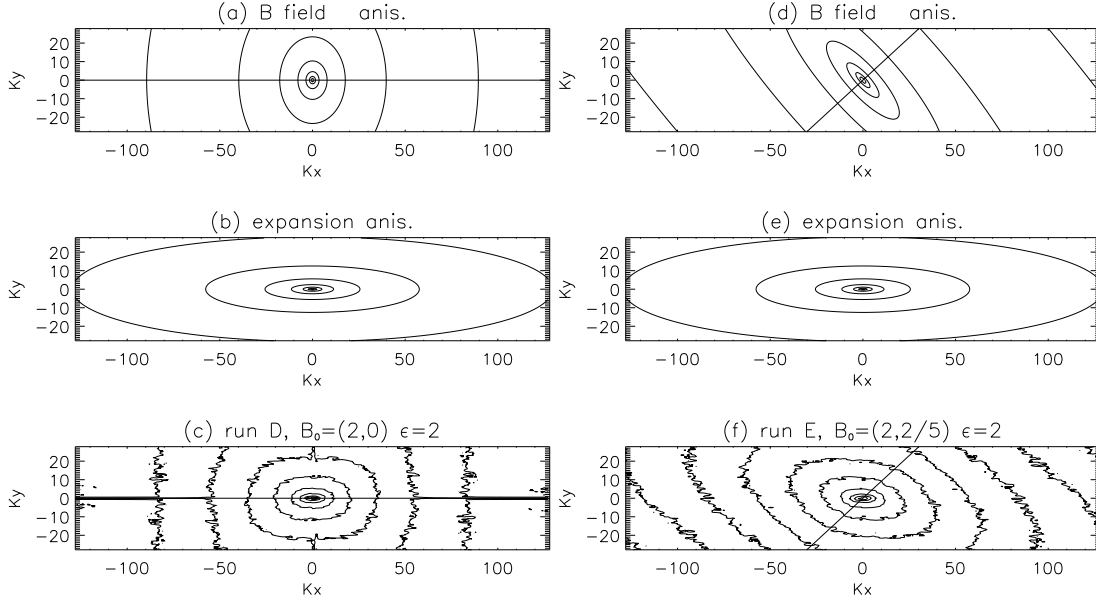 (a) B field anis.
20
10
0
−10
−20
Ky
−100 −50 0 50 100
Kx
(d) B field anis.
20
10
0
−10
−20
Ky
−100 −50 0 50 100
Kx
(b) expansion anis.
20
10
0
−10
−20
Ky
−100 −50 0 50 100
Kx
(e) expansion anis.
20
10
0
−10
−20
Ky
−100 −50 0 50 100
Kx
(c) run D, B₀=(2,0) ϵ=2
20
10
0
−10
−20
Ky
−100 −50 0 50 100
Kx
(f) run E, B₀=(2,2/5) ϵ=2
20
10
0
−10
−20
Ky
−100 −50 0 50 100
Kx